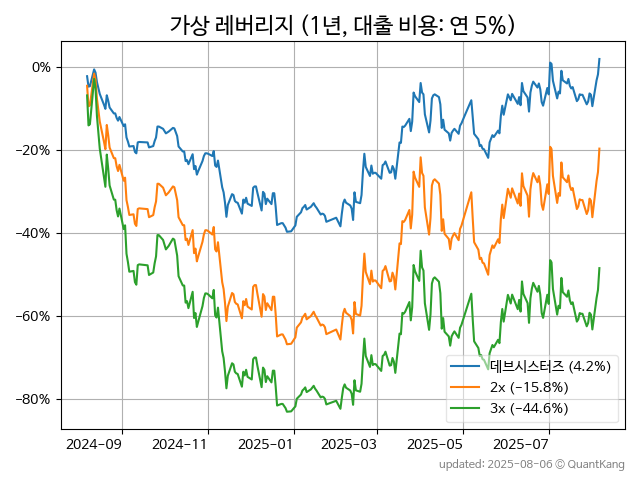 가상 레버리지 (1년, 대출 비용: 연 5%)
0%
−20%
−40%
−60%
−80%
데브시스터즈 (4.2%)
2x (−15.8%)
3x (−44.6%)
2024-09 2024-11 2025-01 2025-03 2025-05 2025-07
updated: 2025-08-06 © QuantKang